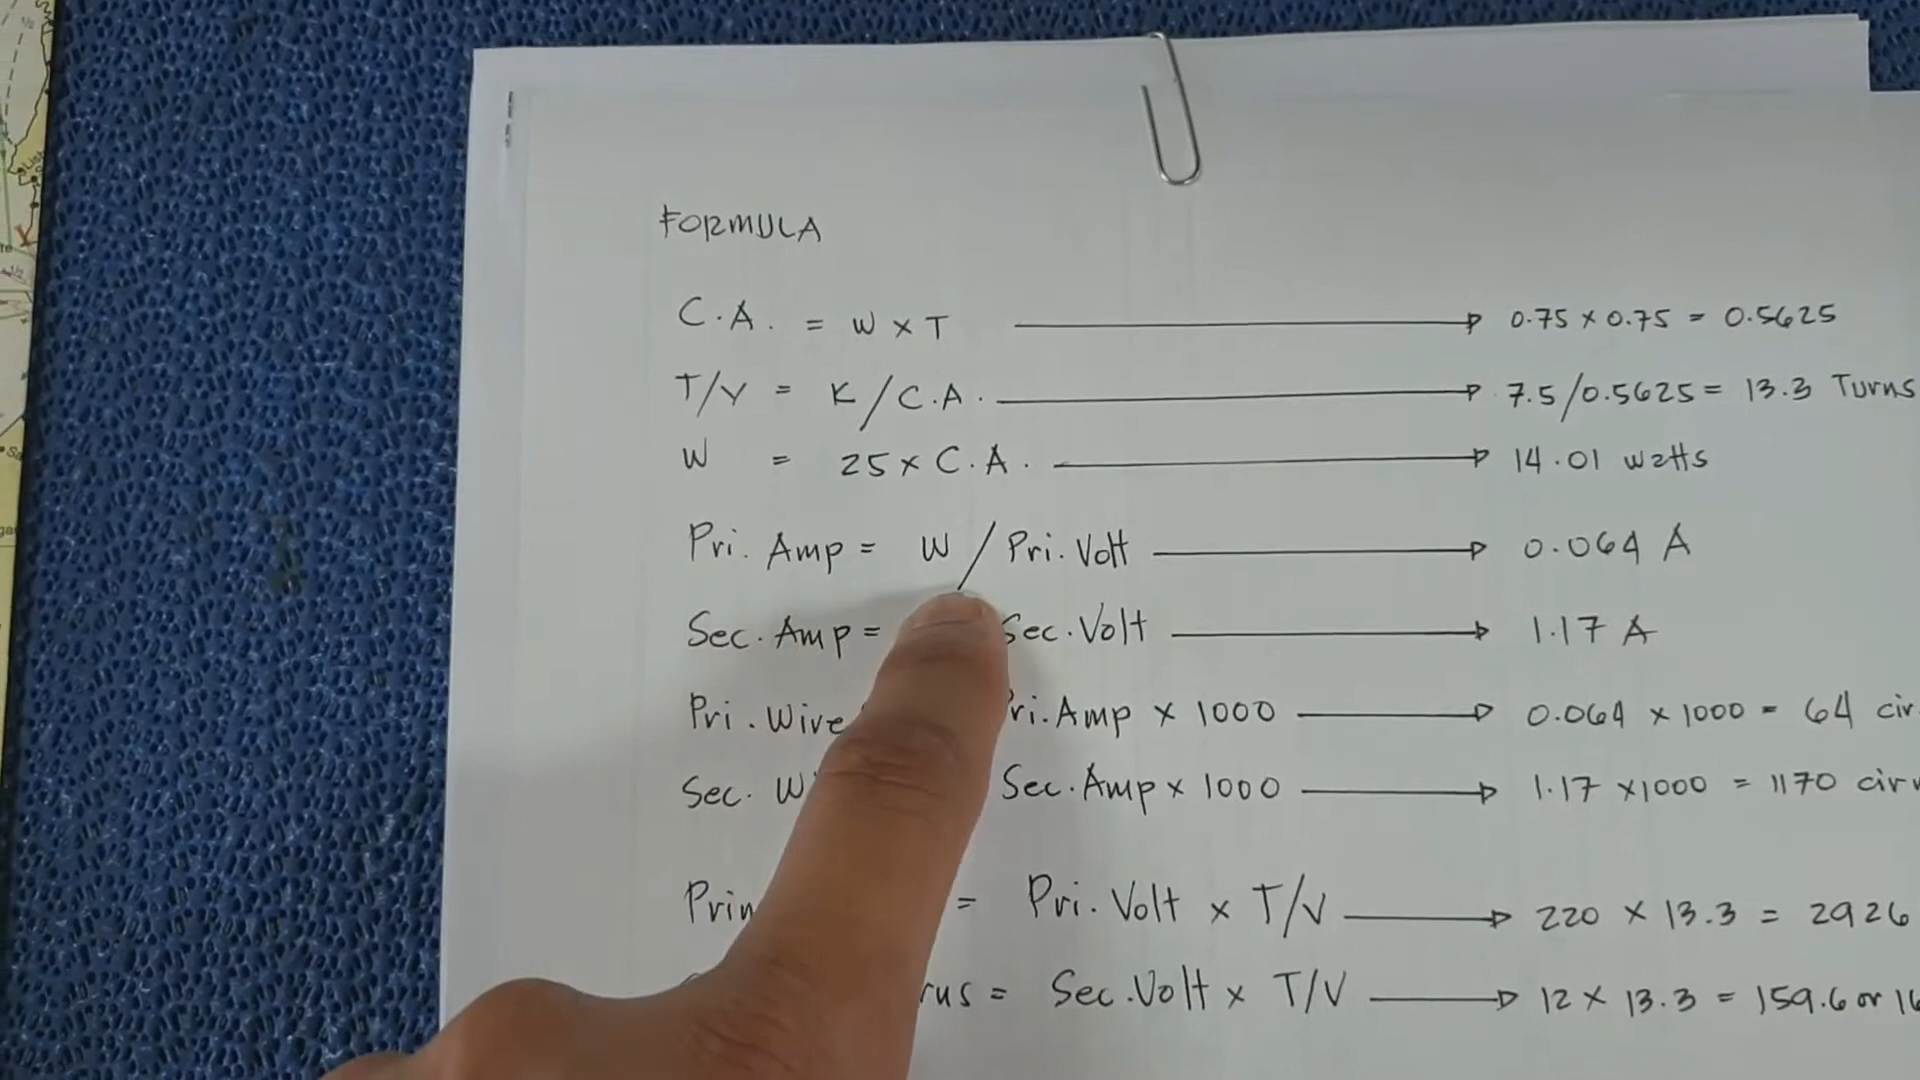 FORMULA
C.A. = W x T 0.75 x 0.75 = 0.5625
T/V = K/C.A. 7.5/0.5625 = 13.3 Turns
W = 25 x C.A. 14.01 watts
Pri. Amp = W / Pri. Volt 0.064 A
Sec. Amp = Sec. Volt 1.17 A
Pri. Wire Pri. Amp x 1000 0.064 x 1000 = 64 cir
Sec. W Sec. Amp x 1000 1.17 x 1000 = 1170 cir
= Pri. Volt x T/V 220 x 13.3 = 2926
= Sec. Volt x T/V 12 x 13.3 = 159.6 or